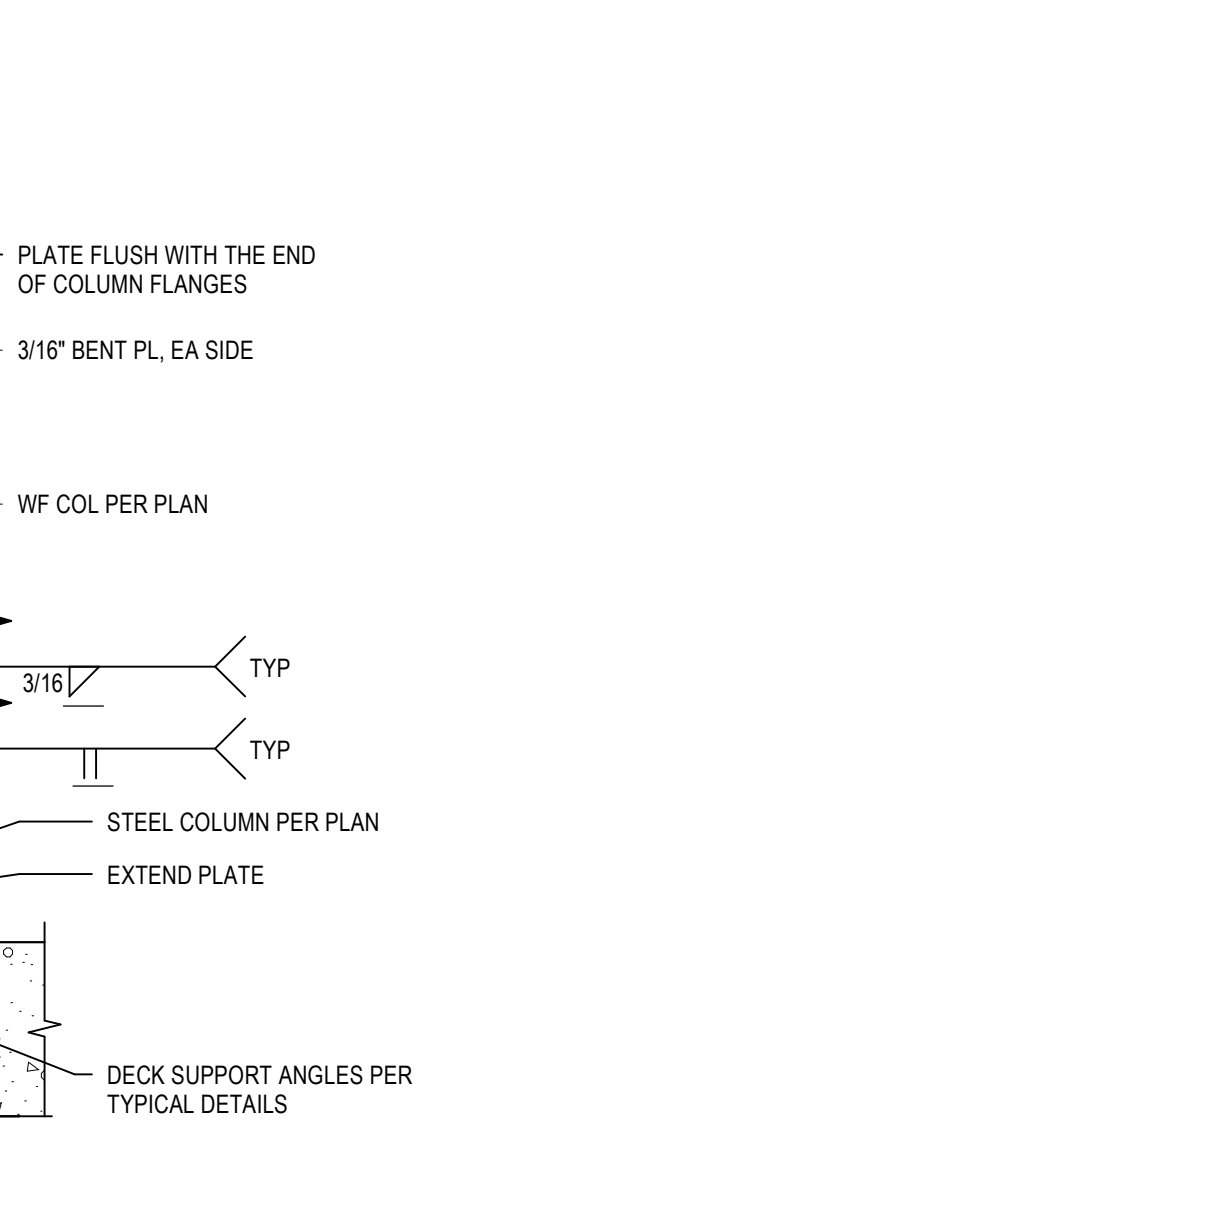 PLATE FLUSH WITH THE END
OF COLUMN FLANGES
3/16" BENT PL, EA SIDE
WF COL PER PLAN
TYP
3/16
TYP
STEEL COLUMN PER PLAN
EXTEND PLATE
DECK SUPPORT ANGLES PER
TYPICAL DETAILS